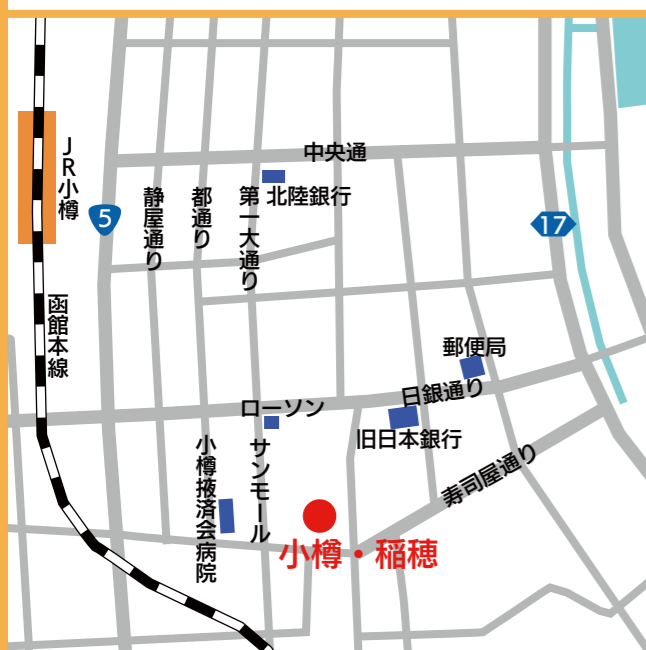 中央通
JR小樽
静屋通り
都通り
第一大通り
北陸銀行
5
17
函館本線
郵便局
日銀通り
ローソン
旧日本銀行
小樽掖済会病院
サンモール
寿司屋通り
小樽・稲穂